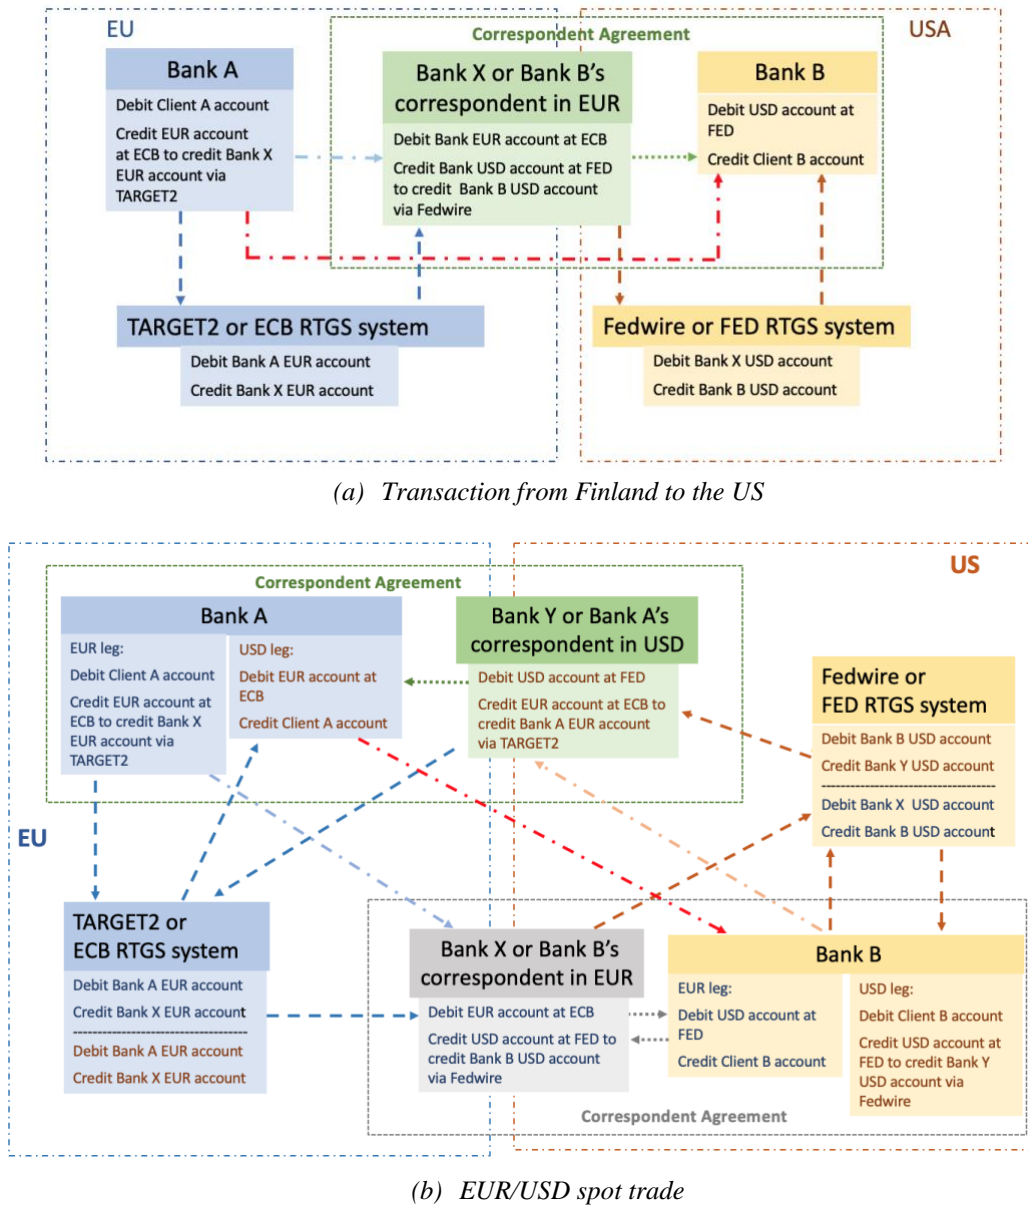 EU
Correspondent Agreement
USA
Bank A
Debit Client A account
Credit EUR account
at ECB to credit Bank X
EUR account via
TARGET2
Bank X or Bank B's
correspondent in EUR
Debit Bank EUR account at ECB
Credit Bank USD account at FED
to credit Bank B USD account
via Fedwire
Bank B
Debit USD account at
FED
Credit Client B account
TARGET2 or ECB RTGS system
Debit Bank A EUR account
Credit Bank X EUR account
Fedwire or FED RTGS system
Debit Bank X USD account
Credit Bank B USD account
(a) Transaction from Finland to the US
US
Correspondent Agreement
Bank A
EUR leg:
Debit Client A account
Credit EUR account at
ECB to credit Bank X
EUR account via
TARGET2
USD leg:
Debit EUR account at
ECB
Credit Client A account
Bank Y or Bank A's
correspondent in USD
Debit USD account at FED
Credit EUR account at ECB to
credit Bank A EUR account
via TARGET2
Fedwire or
FED RTGS system
Debit Bank B USD account
Credit Bank Y USD account
Debit Bank X USD account
Credit Bank B USD account
EU
TARGET2 or
ECB RTGS system
Debit Bank A EUR account
Credit Bank X EUR account
Debit Bank A EUR account
Credit Bank X EUR account
Bank X or Bank B's
correspondent in EUR
Debit EUR account at ECB
Credit USD account at FED to
credit Bank B USD account
via Fedwire
Bank B
EUR leg:
Debit USD account at
FED
Credit Client B account
USD leg:
Debit Client B account
Credit USD account at
FED to credit Bank Y
USD account via
Fedwire
Correspondent Agreement
(b) EUR/USD spot trade